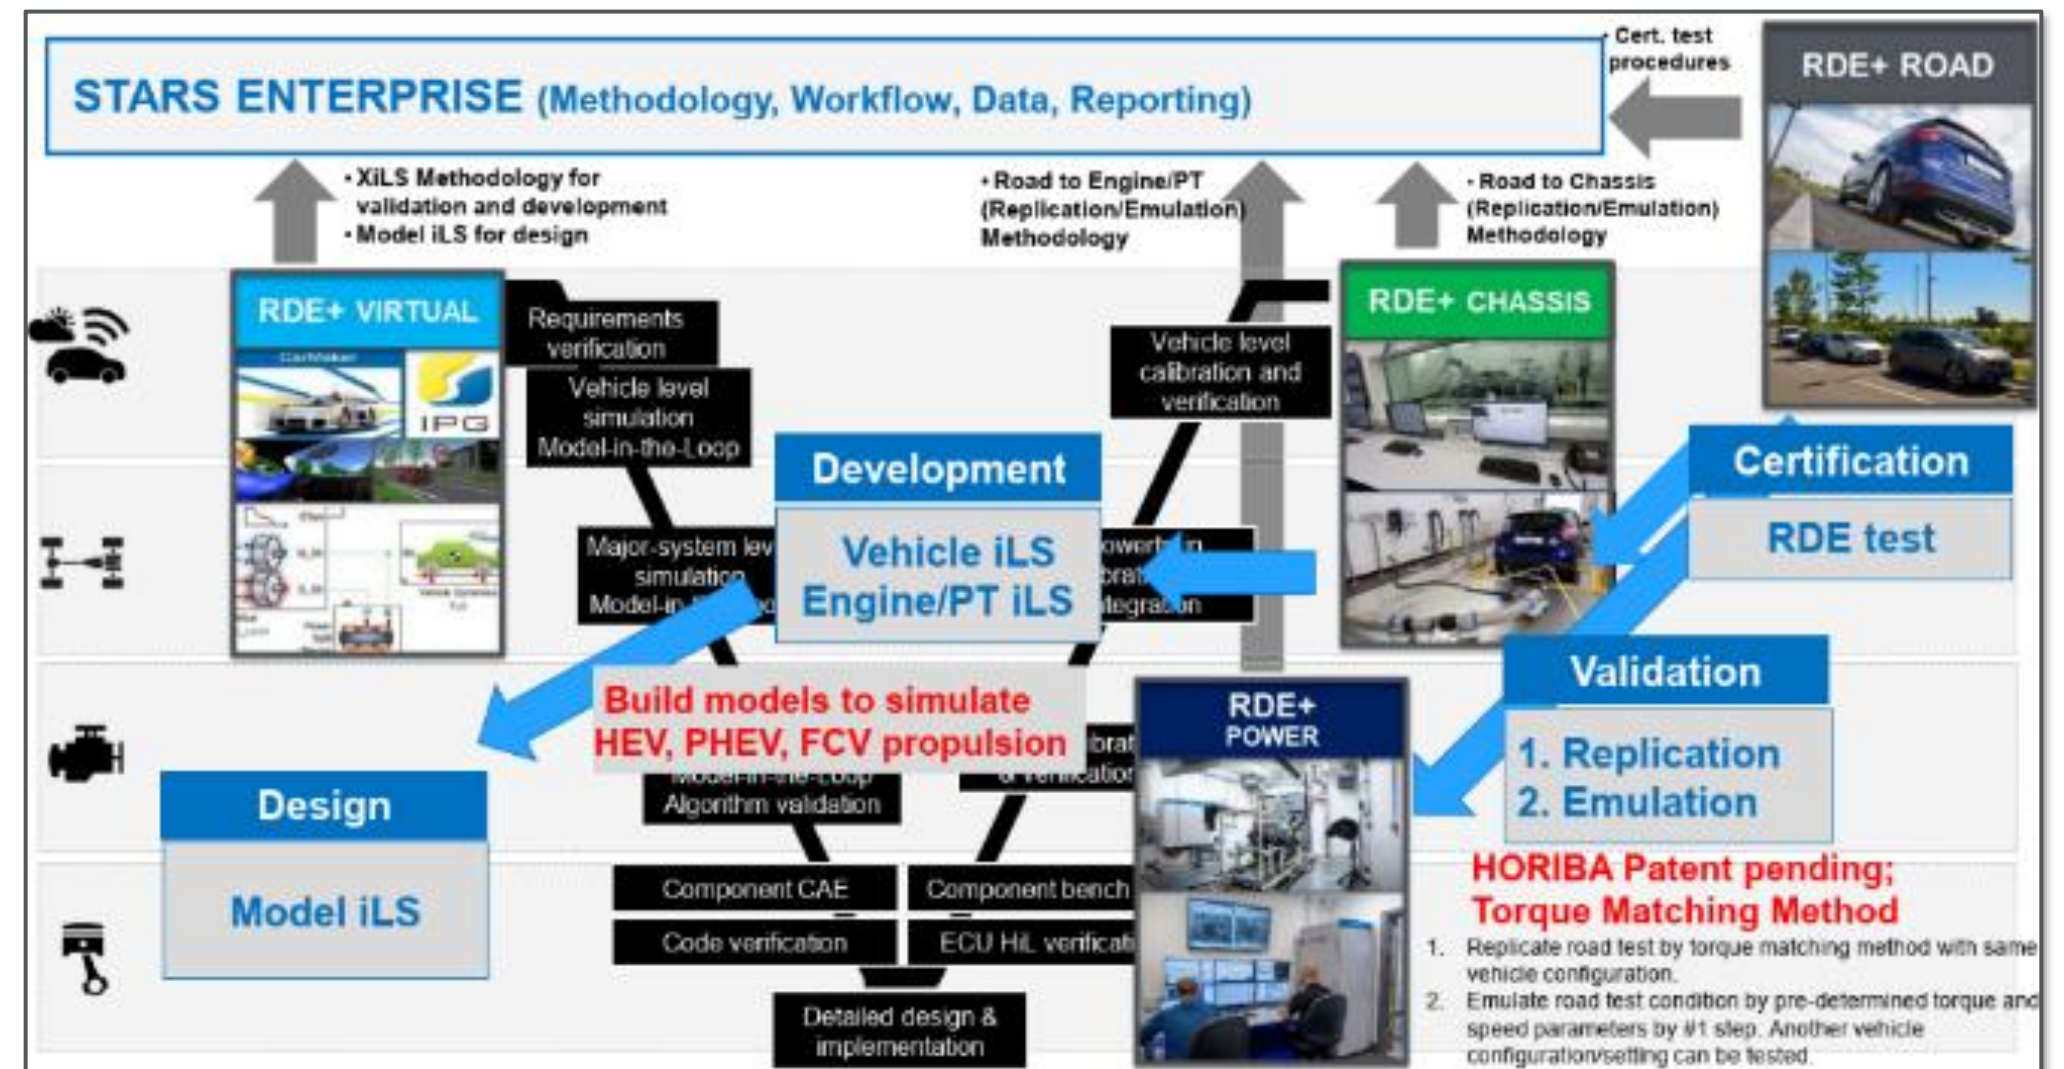 STARS ENTERPRISE (Methodology, Workflow, Data, Reporting)
• Cert. test
procedures
RDE+ ROAD
• XiLS Methodology for
validation and development
• Model iLS for design
• Road to Engine/PT
(Replication/Emulation)
Methodology
• Road to Chassis
(Replication/Emulation)
Methodology
RDE+ VIRTUAL
CarMaker
IPG
Requirements
verification
Vehicle level
simulation
Model-in-the-Loop
Vehicle level
calibration and
verification
RDE+ CHASSIS
Certification
RDE test
Development
Vehicle iLS
Engine/PT iLS
Major-system lev
simulation
Model-in
Validation
1. Replication
2. Emulation
Build models to simulate
HEV, PHEV, FCV propulsion
Model-in-the-Loop
Algorithm validation
& verification
RDE+
POWER
Design
Model iLS
Component CAE
Component bench
Code verification
ECU HiL verificati
Detailed design &
implementation
HORIBA Patent pending;
Torque Matching Method
1. Replicate road test by torque matching method with same
vehicle configuration.
2. Emulate road test condition by pre-determined torque and
speed parameters by #1 step. Another vehicle
configuration/setting can be tested.